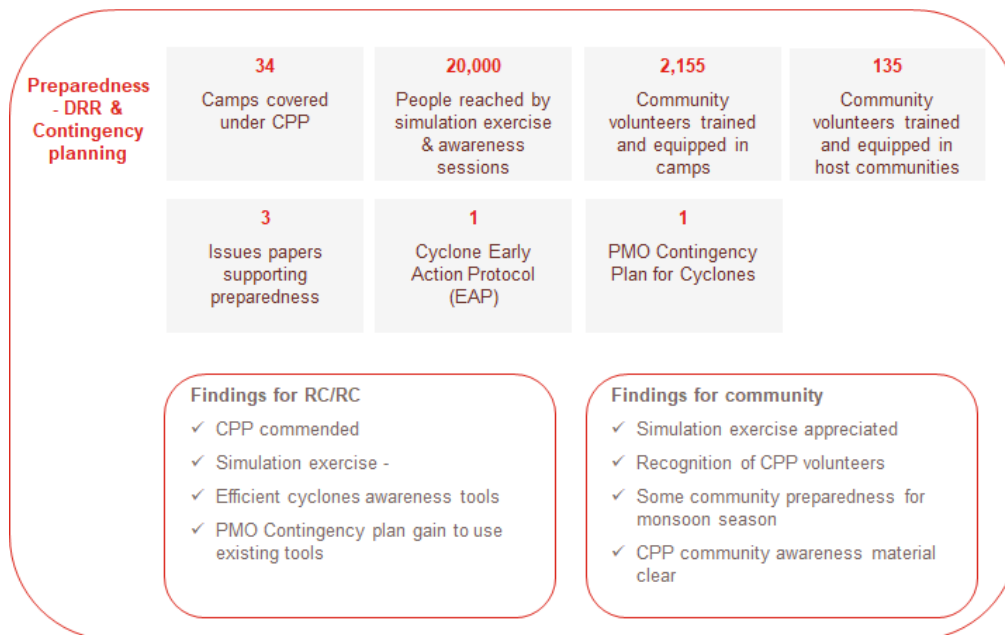 Preparedness
- DRR &
Contingency
planning
34
Camps covered
under CPP
20,000
People reached by
simulation exercise
& awareness
sessions
2,155
Community
volunteers trained
and equipped in
camps
135
Community
volunteers trained
and equipped in
host communities
3
Issues papers
supporting
preparedness
1
Cyclone Early
Action Protocol
(EAP)
1
PMO Contingency
Plan for Cyclones
Findings for RC/RC
✓ CPP commended
✓ Simulation exercise -
✓ Efficient cyclones awareness tools
✓ PMO Contingency plan gain to use
existing tools
Findings for community
✓ Simulation exercise appreciated
✓ Recognition of CPP volunteers
✓ Some community preparedness for
monsoon season
✓ CPP community awareness material
clear